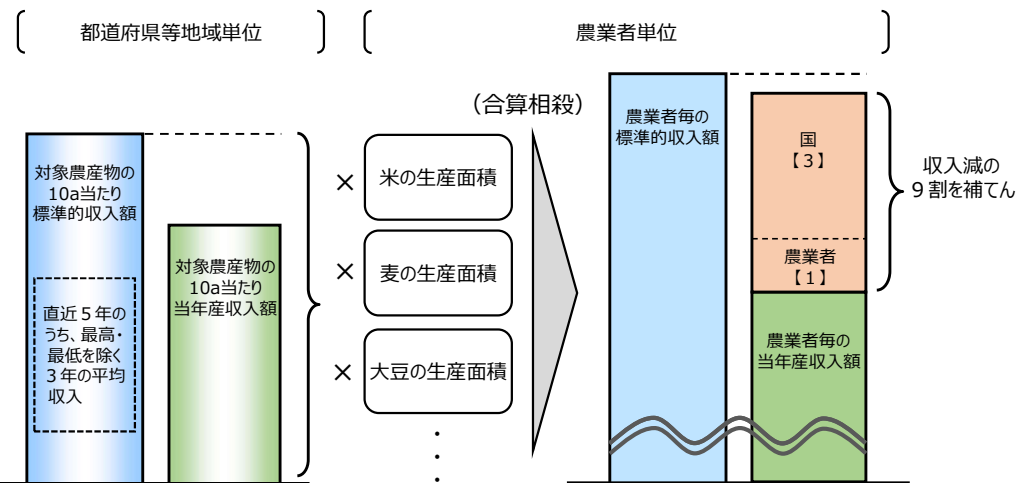 都道府県等地域単位
農業者単位
対象農産物の
10a当たり
標準的収入額
直近５年の
うち、最高・
最低を除く
３年の平均
収入
対象農産物の
10a当たり
当年産収入額
×
米の生産面積
×
麦の生産面積
×
大豆の生産面積
・
・
・
（合算相殺）
農業者毎の
標準的収入額
国
【３】
農業者
【１】
農業者毎の
当年産収入額
収入減の
９割を補てん